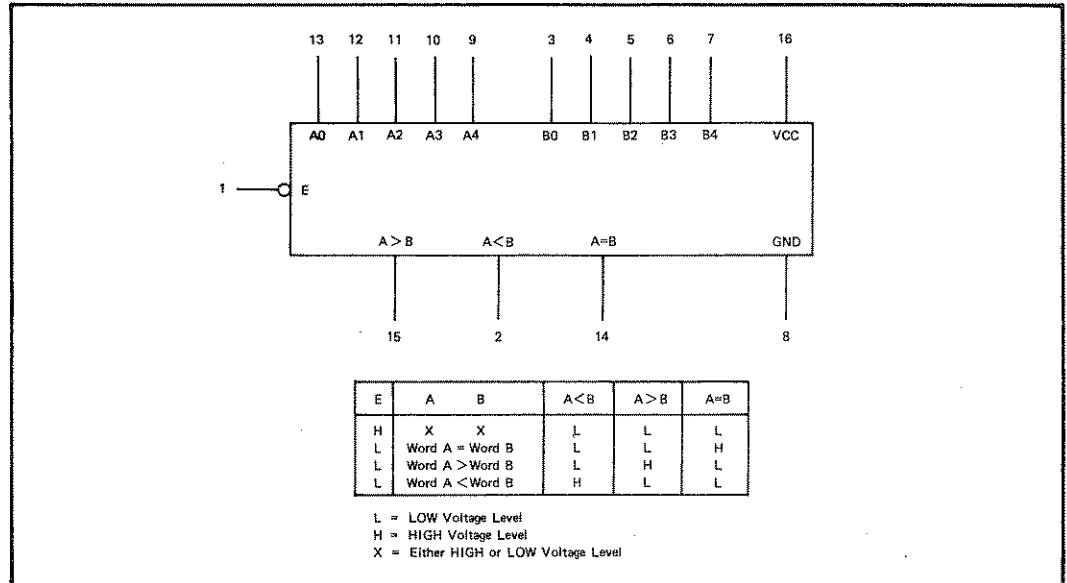 13 12 11 10 9 3 4 5 6 7 16
A0 A1 A2 A3 A4 B0 B1 B2 B3 B4 VCC
1 E
A>B A<B A=B GND
15 2 14 8
E A B A<B A>B A=B
H X X L L L
L Word A = Word B L L H
L Word A >Word B L H L
L Word A <Word B H L L
L = LOW Voltage Level
H = HIGH Voltage Level
X = Either HIGH or LOW Voltage Level